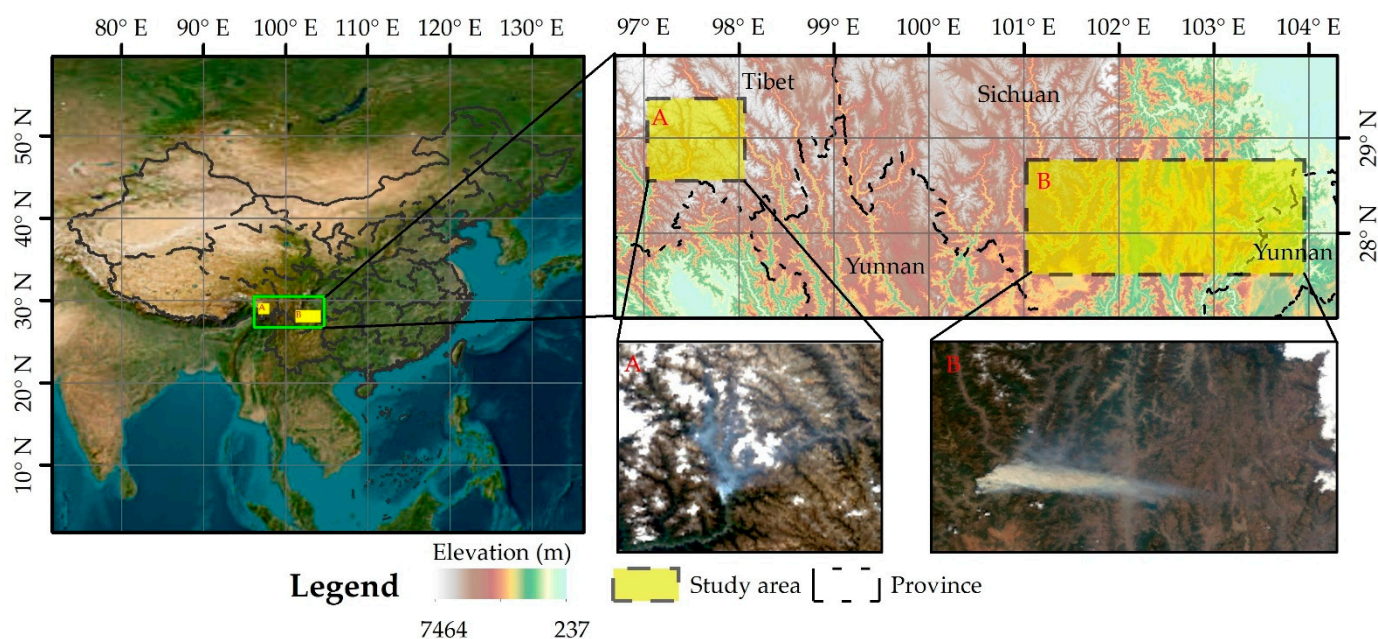 80° E 90° E 100° E 110° E 120° E 130° E
97° E 98° E 99° E 100° E 101° E 102° E 103° E 104° E
50° N
40° N
30° N
20° N
10° N
A
B
Tibet
Sichuan
A
B
Yunnan
Yunnan
29° N
28° N
A
B
Legend
Elevation (m)
7464 237
Study area
Province